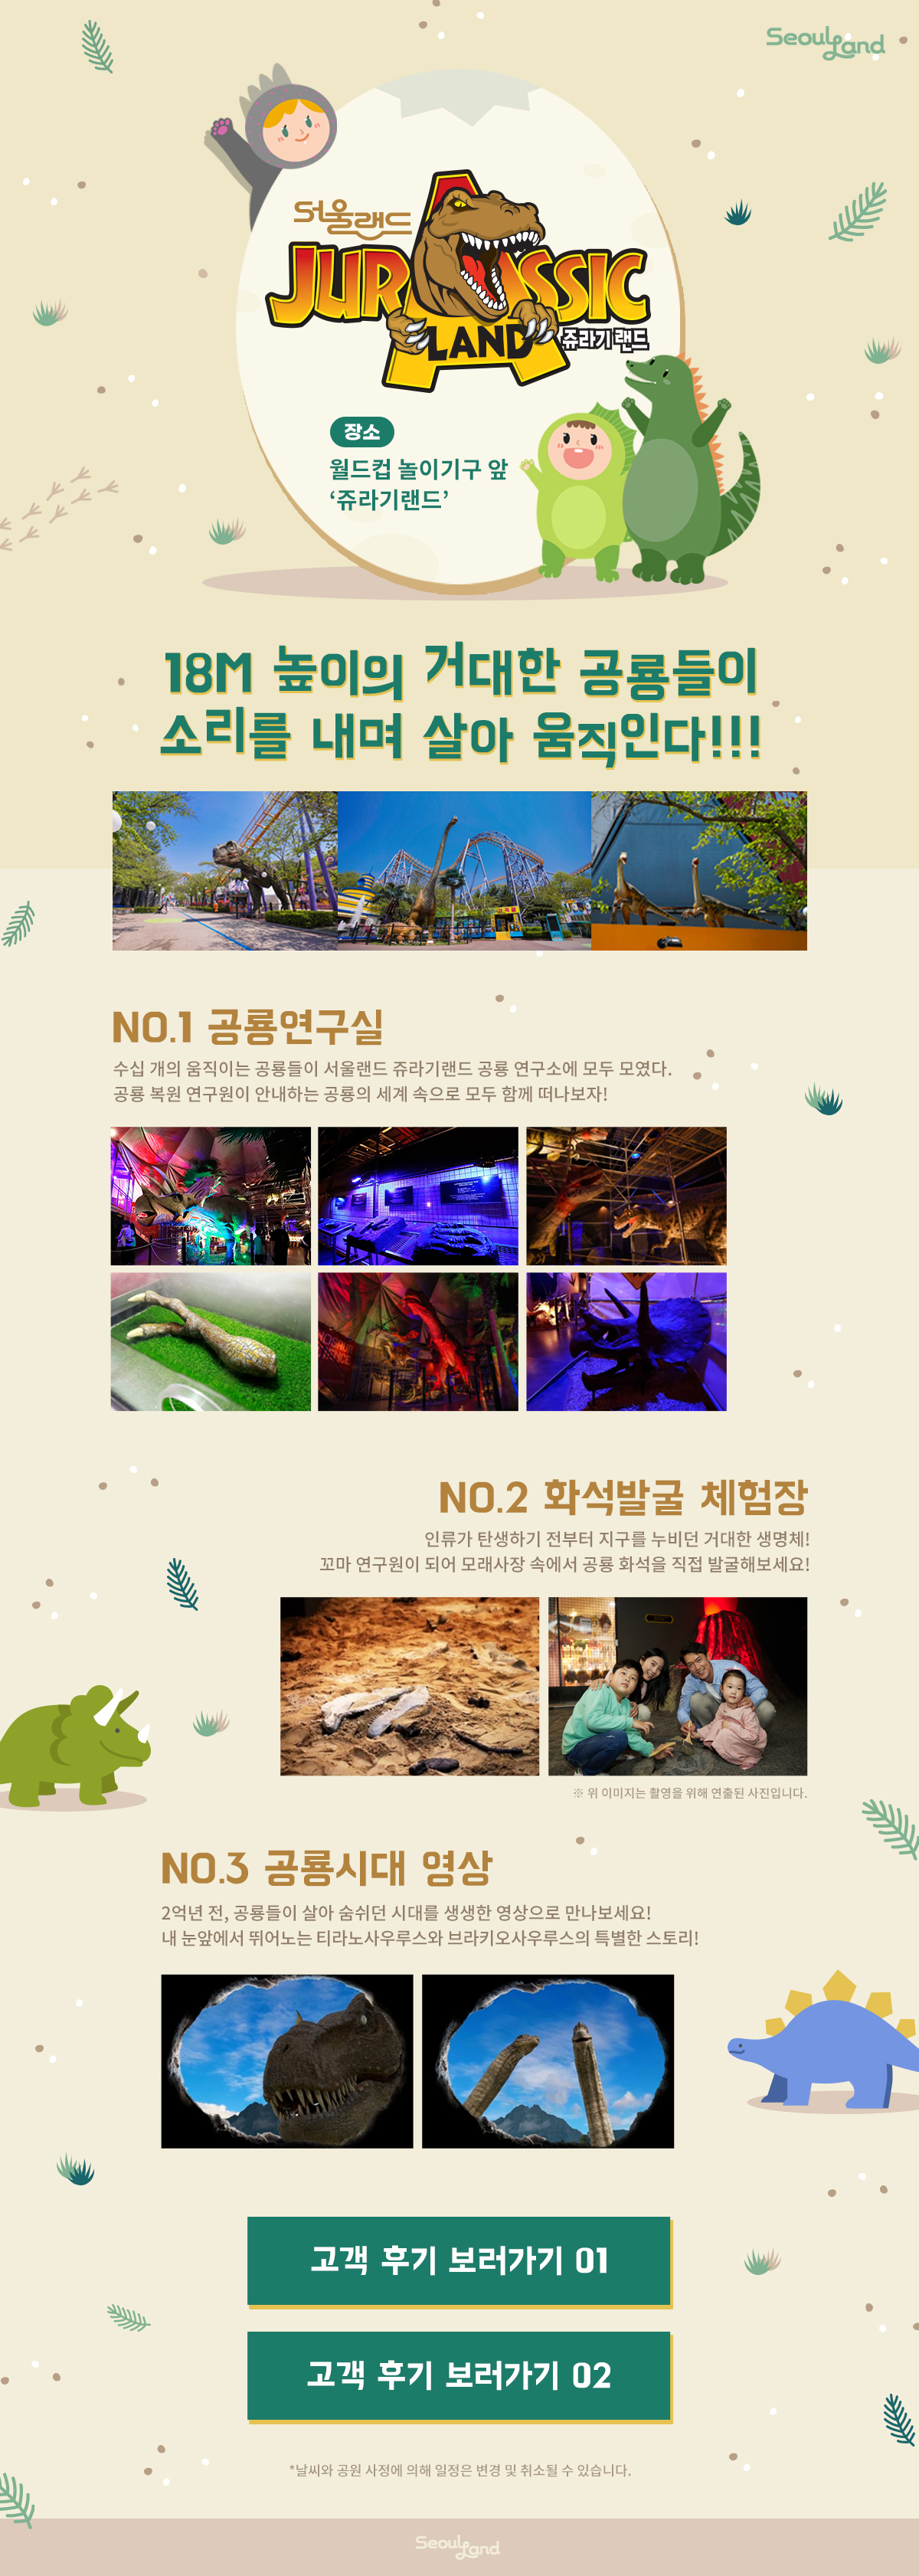 Seoul Land
서울랜드
JURASSIC
LAND
쥬라기랜드
장소
월드컵 놀이기구 앞
‘쥬라기랜드’
18M 높이의 거대한 공룡들이
소리를 내며 살아 움직인다!!!
NO.1 공룡연구실
수십 개의 움직이는 공룡들이 서울랜드 쥬라기랜드 공룡 연구소에 모두 모였다.
공룡 복원 연구원이 안내하는 공룡의 세계 속으로 모두 함께 떠나보자!
NO.2 화석발굴 체험장
인류가 탄생하기 전부터 지구를 누비던 거대한 생명체!
꼬마 연구원이 되어 모래사장 속에서 공룡 화석을 직접 발굴해보세요!
※ 위 이미지는 촬영을 위해 연출된 사진입니다.
NO.3 공룡시대 영상
2억년 전, 공룡들이 살아 숨쉬던 시대를 생생한 영상으로 만나보세요!
내 눈앞에서 뛰어노는 티라노사우루스와 브라키오사우루스의 특별한 스토리!
고객 후기 보러가기 01
고객 후기 보러가기 02
*날씨와 공원 사정에 의해 일정은 변경 및 취소될 수 있습니다.
Seoul Land